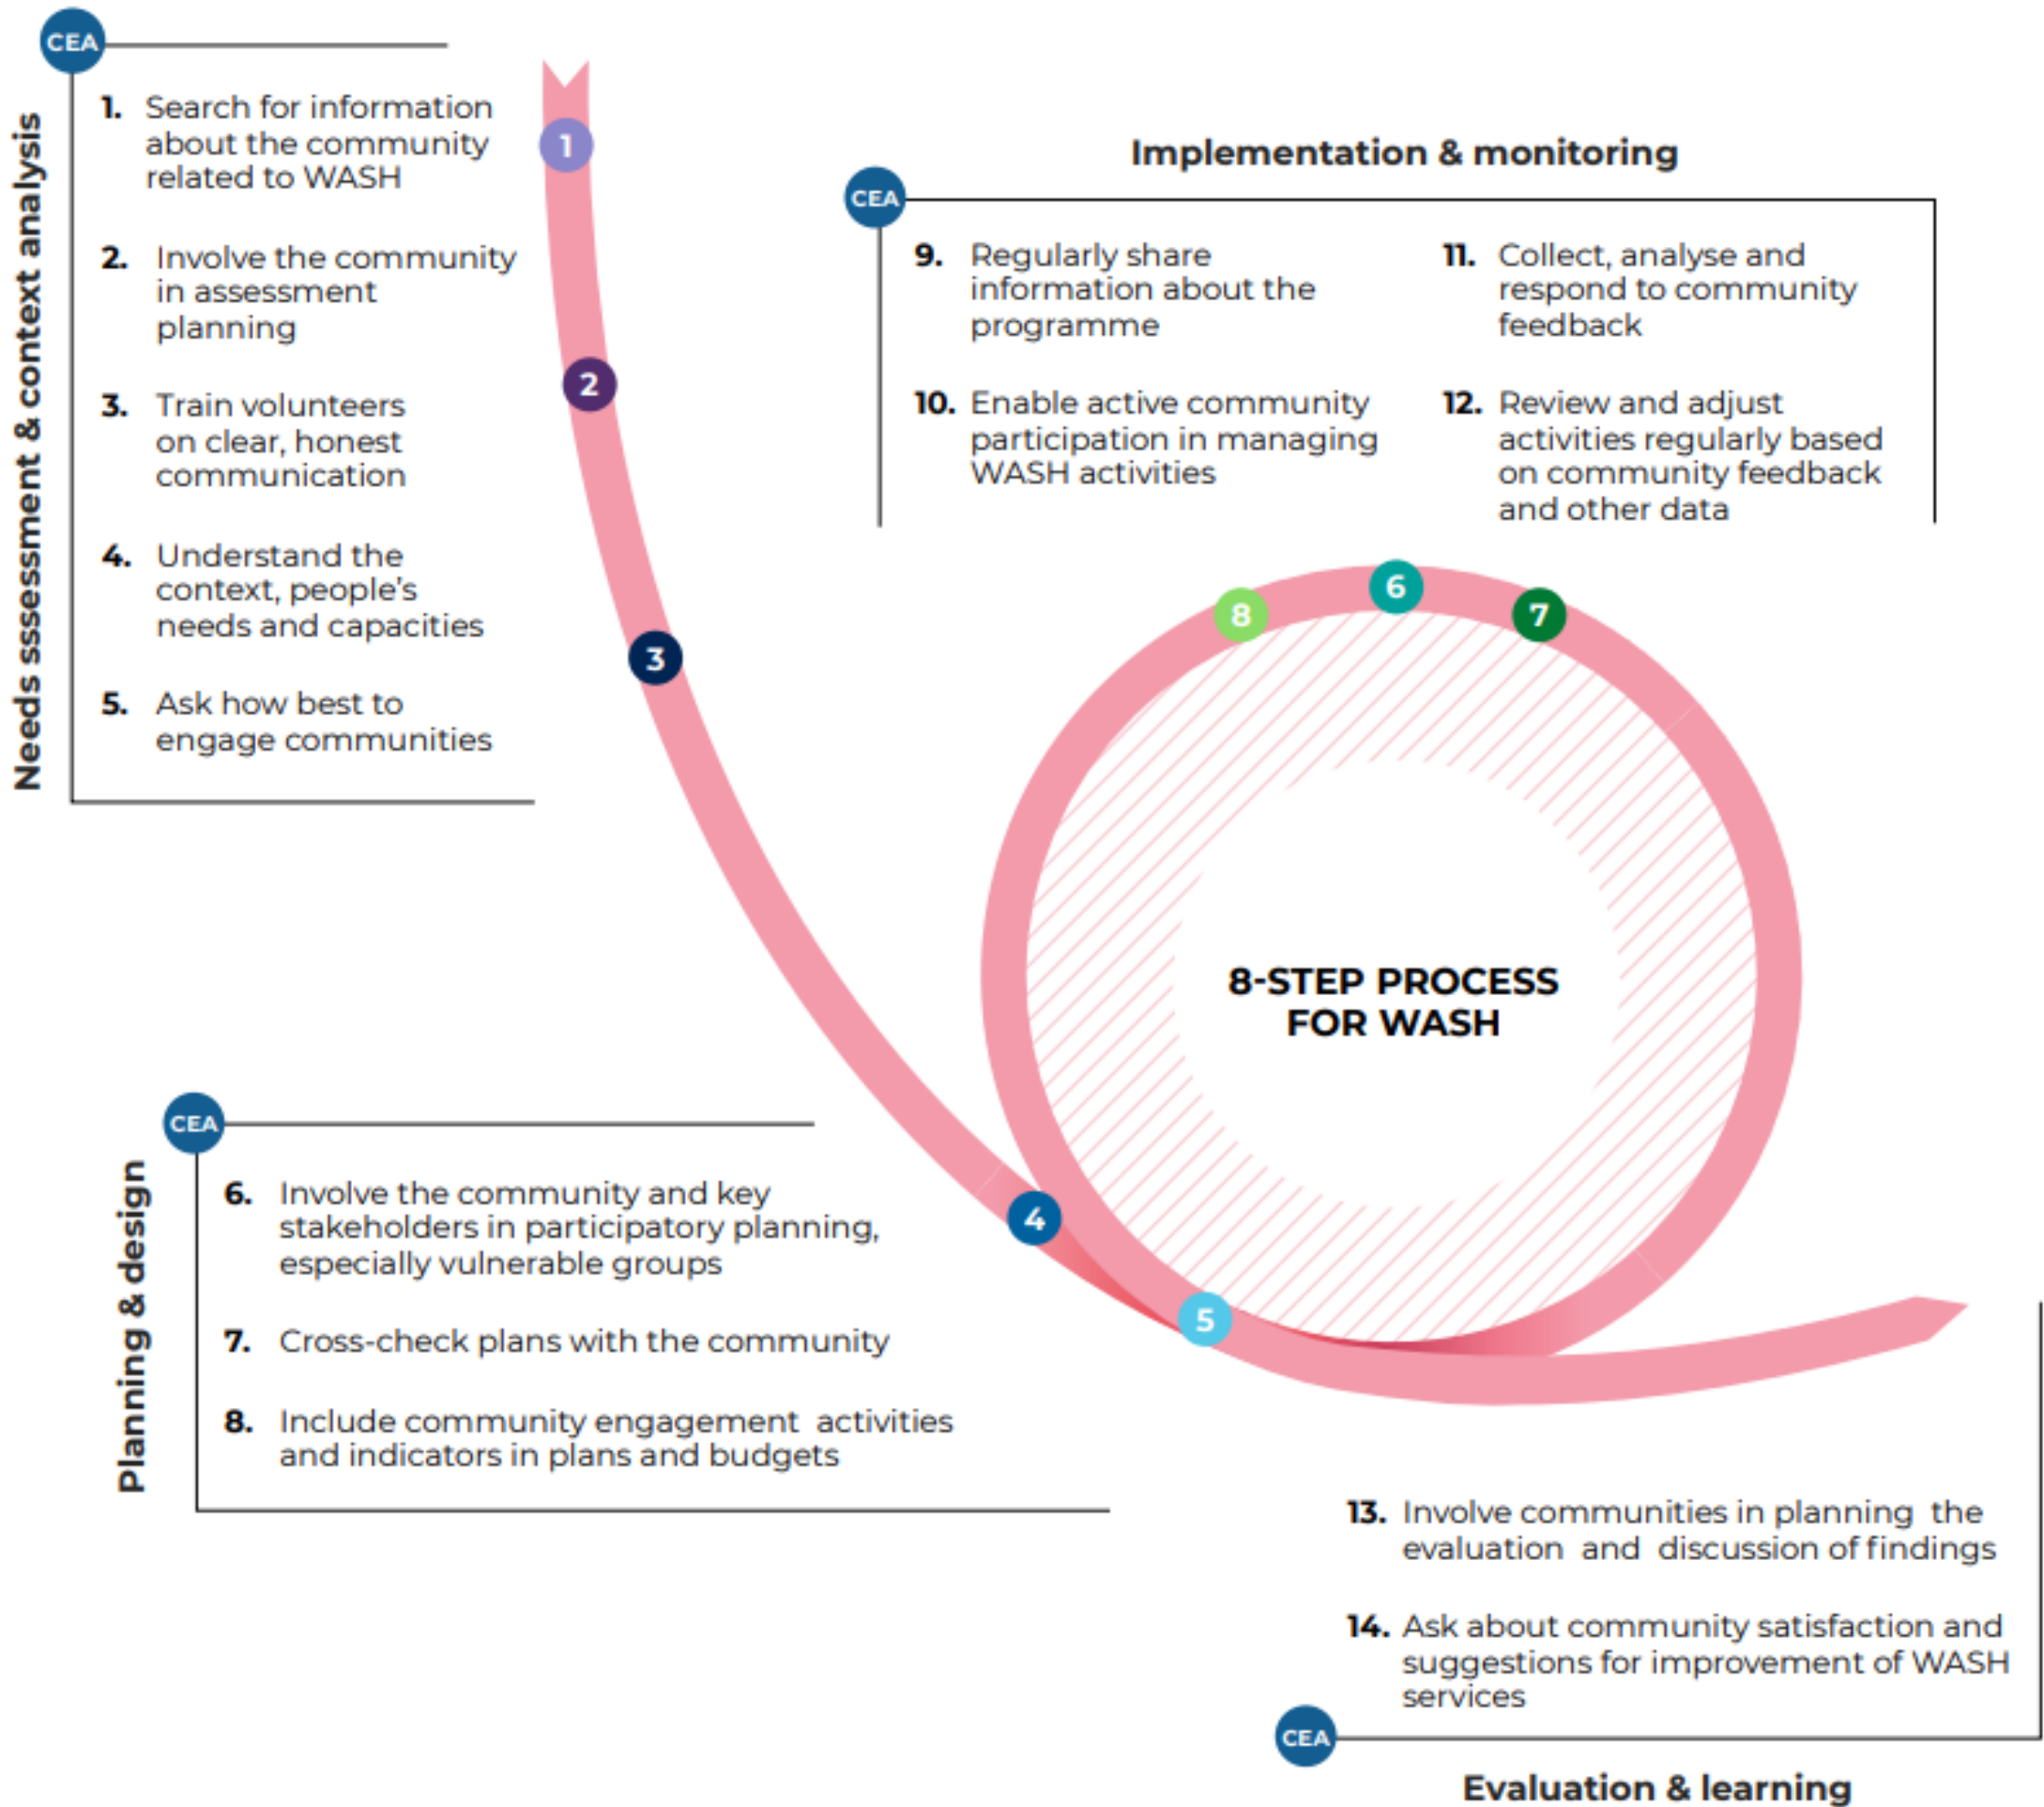 CEA
Needs sssessment & context analysis
1. Search for information
about the community
related to WASH
2. Involve the community
in assessment
planning
3. Train volunteers
on clear, honest
communication
4. Understand the
context, people's
needs and capacities
5. Ask how best to
engage communities
1
2
3
Implementation & monitoring
CEA
9. Regularly share
information about the
programme
10. Enable active community
participation in managing
WASH activities
11. Collect, analyse and
respond to community
feedback
12. Review and adjust
activities regularly based
on community feedback
and other data
8
6
7
8-STEP PROCESS
FOR WASH
4
5
CEA
Planning & design
6. Involve the community and key
stakeholders in participatory planning,
especially vulnerable groups
7. Cross-check plans with the community
8. Include community engagement activities
and indicators in plans and budgets
13. Involve communities in planning the
evaluation and discussion of findings
14. Ask about community satisfaction and
suggestions for improvement of WASH
services
CEA
Evaluation & learning